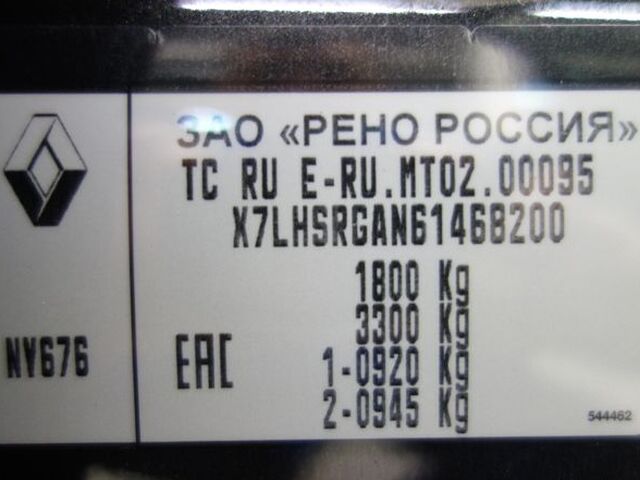 ЗАО «РЕНО РОССИЯ»
TC RU E-RU.MT02.00095
X7LHSRGAN61468200
1800 Kg
3300 Kg
1-0920 Kg
2-0945 Kg
NV676
EAC
544462